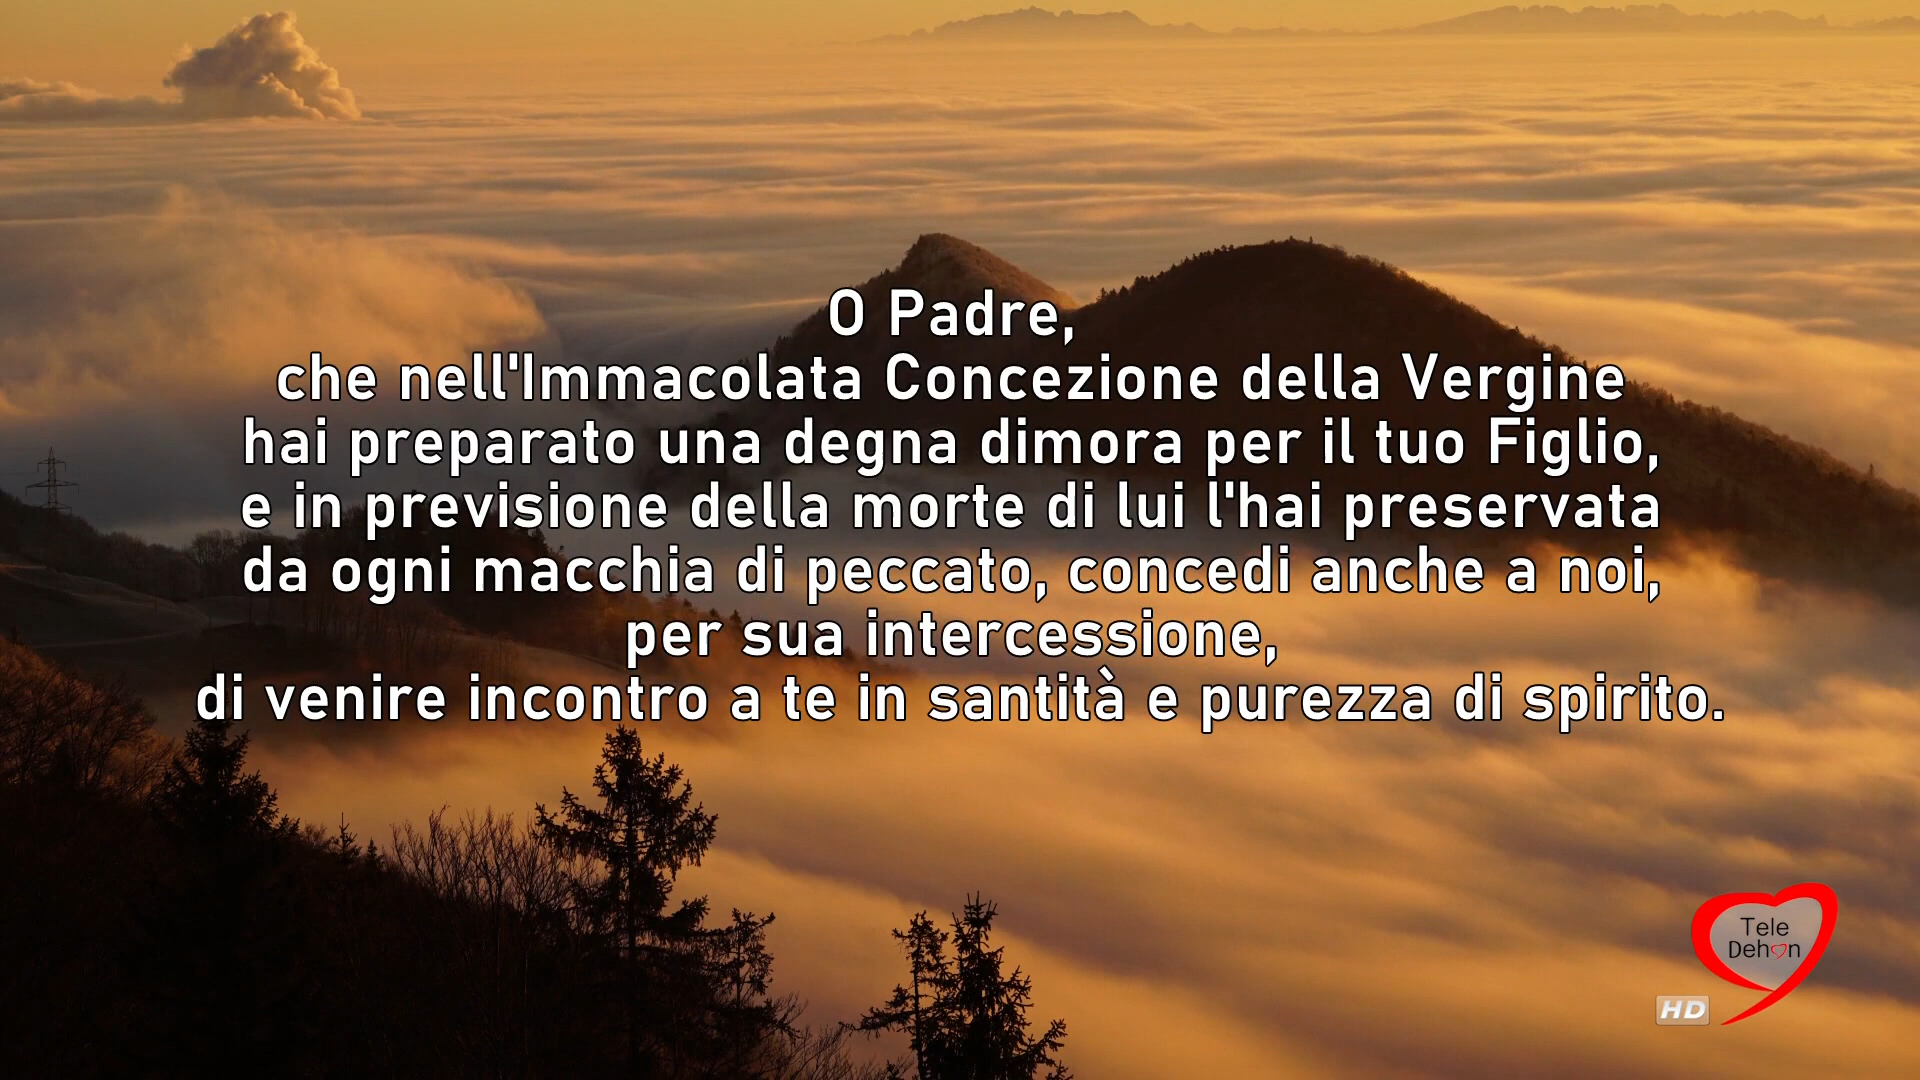 O Padre,
che nell'Immacolata Concezione della Vergine
hai preparato una degna dimora per il tuo Figlio,
e in previsione della morte di lui l'hai preservata
da ogni macchia di peccato, concedi anche a noi,
per sua intercessione,
di venire incontro a te in santità e purezza di spirito.
Tele
Dehon
HD